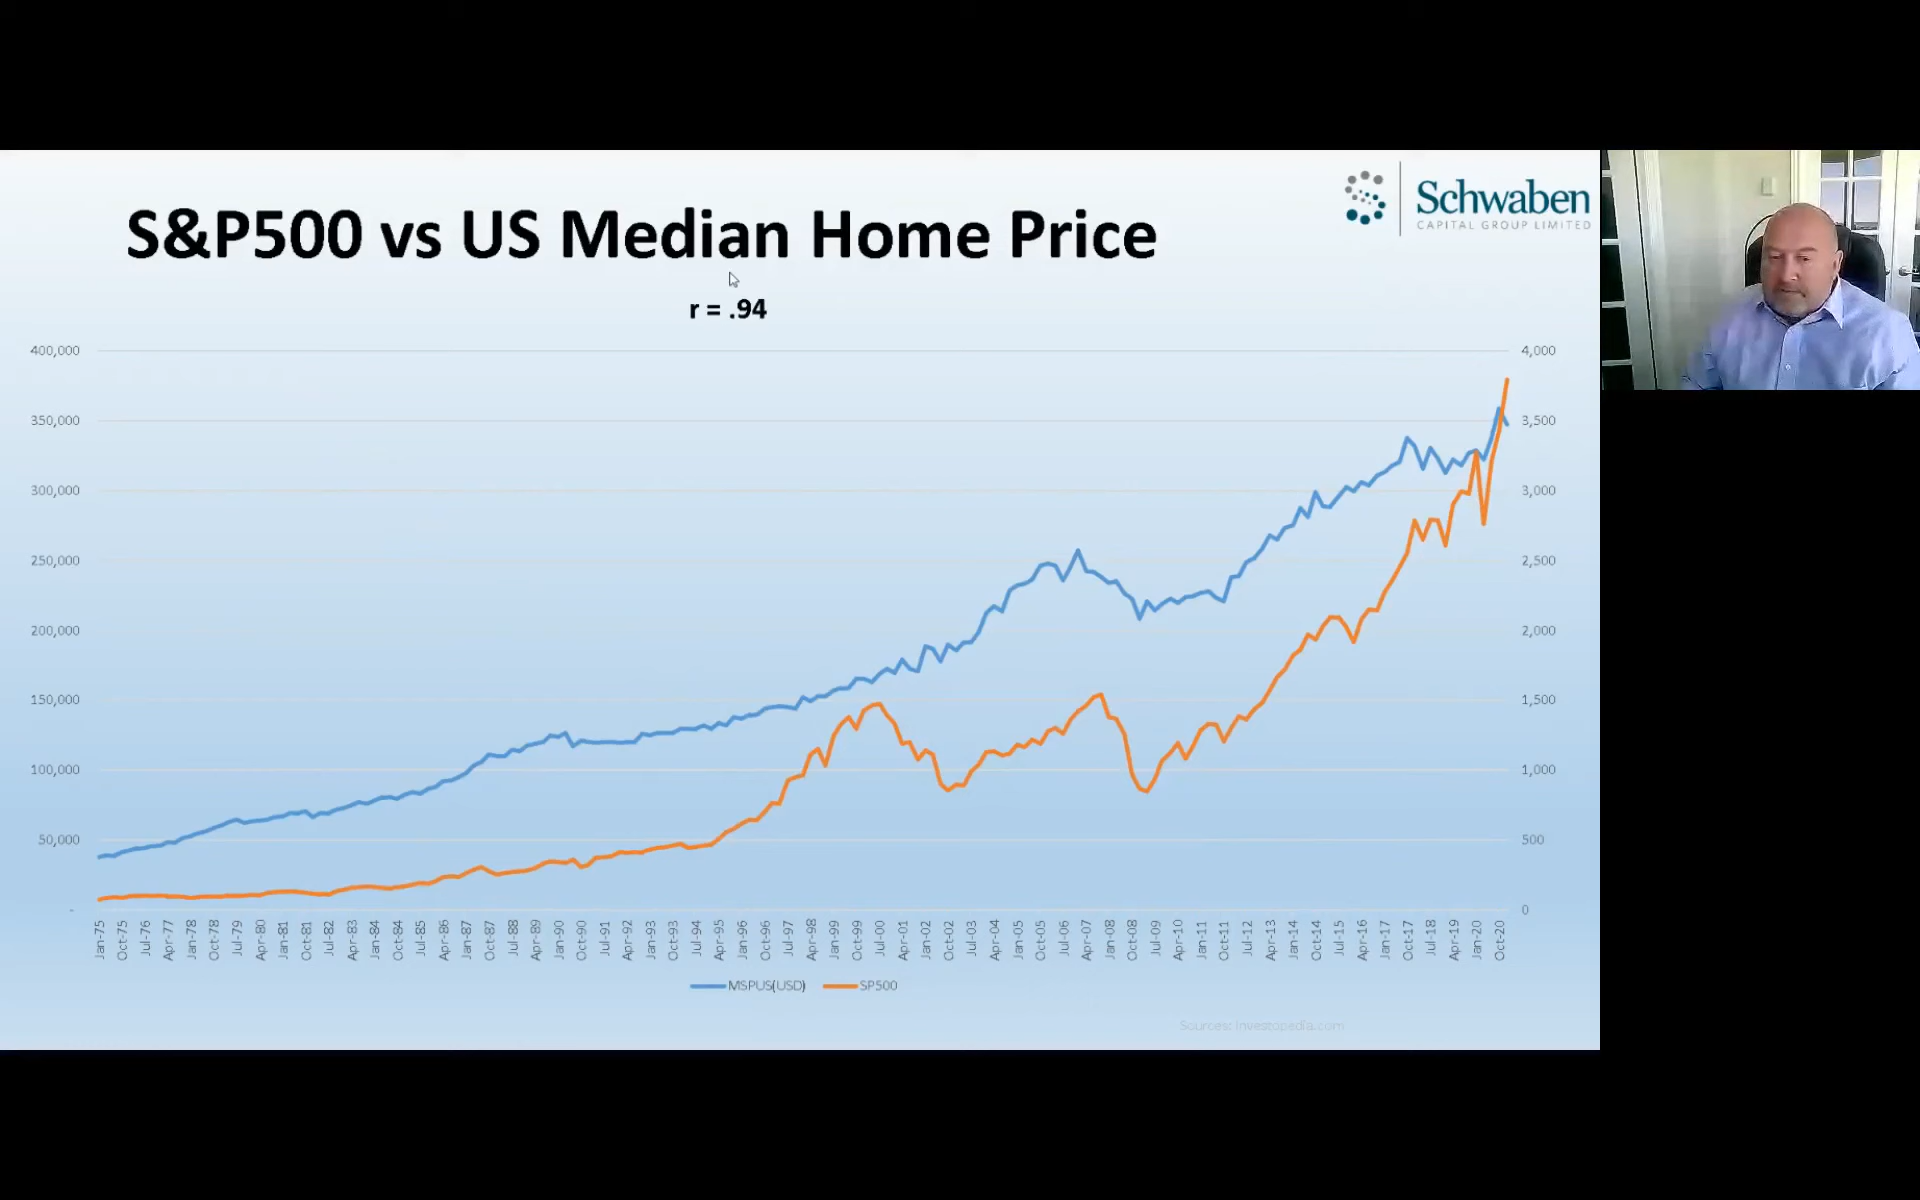 S&P500 vs US Median Home Price
Schwaben
CAPITAL GROUP LIMITED
r = .94
400,000
350,000
300,000
250,000
200,000
150,000
100,000
50,000
-
4,000
3,500
3,000
2,500
2,000
1,500
1,000
500
0
Jan-75
Oct-75
Jul-76
Apr-77
Jan-78
Oct-78
Jul-79
Apr-80
Jan-81
Oct-81
Jul-82
Apr-83
Jan-84
Oct-84
Jul-85
Apr-86
Jan-87
Oct-87
Jul-88
Apr-89
Jan-90
Oct-90
Jul-91
Apr-92
Jan-93
Oct-93
Jul-94
Apr-95
Jan-96
Oct-96
Jul-97
Apr-98
Jan-99
Oct-99
Jul-00
Apr-01
Jan-02
Oct-02
Jul-03
Apr-04
Jan-05
Oct-05
Jul-06
Apr-07
Jan-08
Oct-08
Jul-09
Apr-10
Jan-11
Oct-11
Jul-12
Apr-13
Jan-14
Oct-14
Jul-15
Apr-16
Jan-17
Oct-17
Jul-18
Apr-19
Jan-20
Oct-20
MSPUS(USD)
SP500
Sources: Investopedia.com